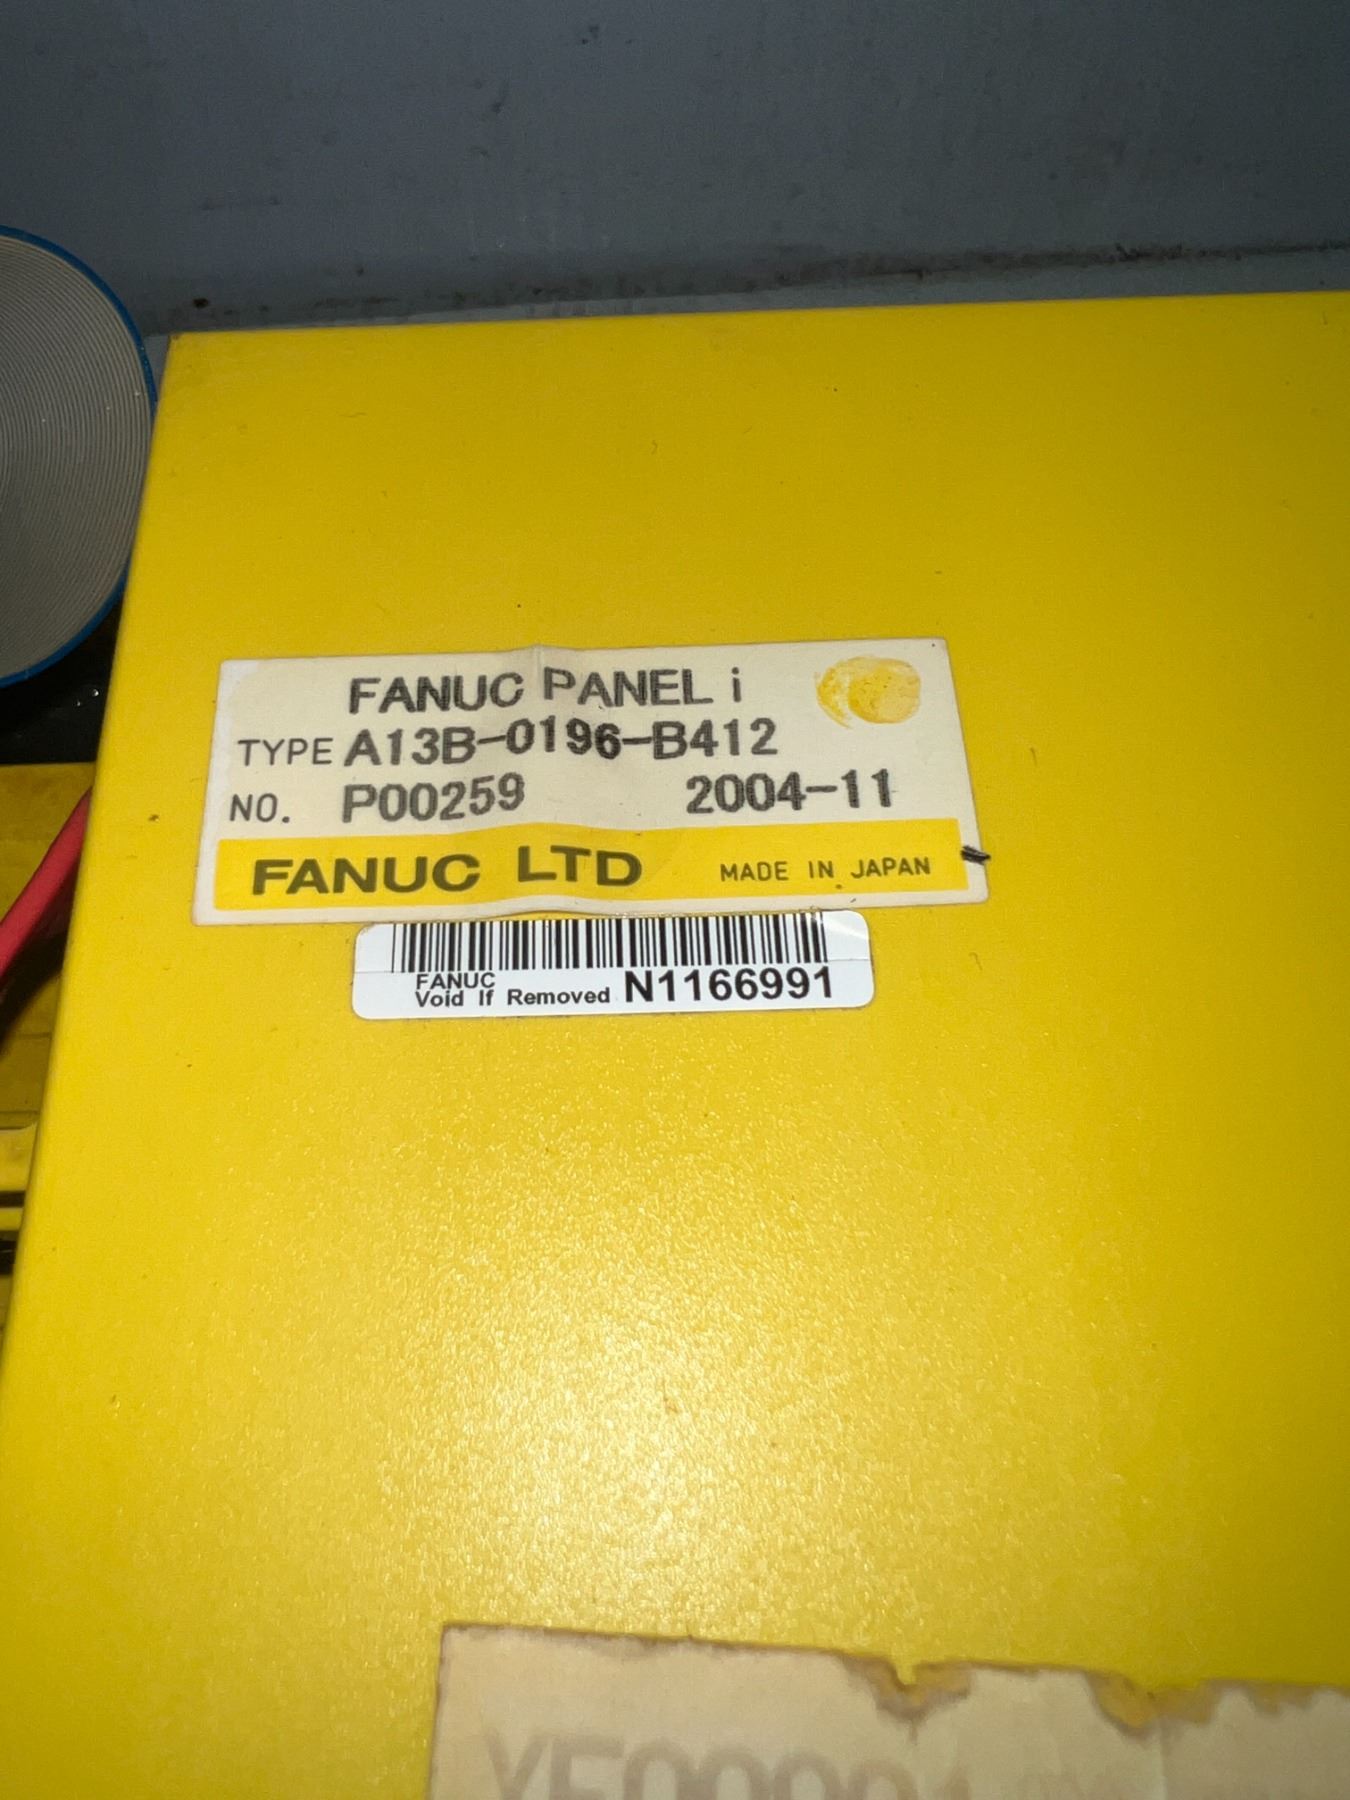 FANUC PANEL i
TYPE A13B-0196-B412
NO. P00259 2004-11
FANUC LTD MADE IN JAPAN
FANUC
Void If Removed N1166991